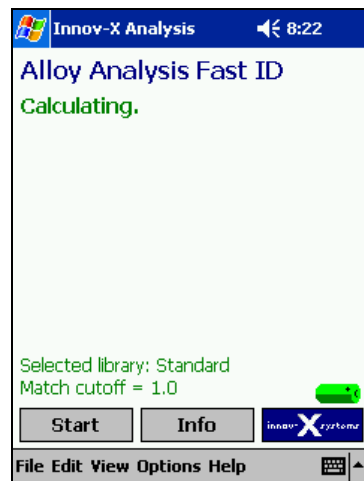 Innov-X Analysis 8:22
Alloy Analysis Fast ID
Calculating.
Selected library: Standard
Match cutoff = 1.0
Start Info innov-X systems
File Edit View Options Help